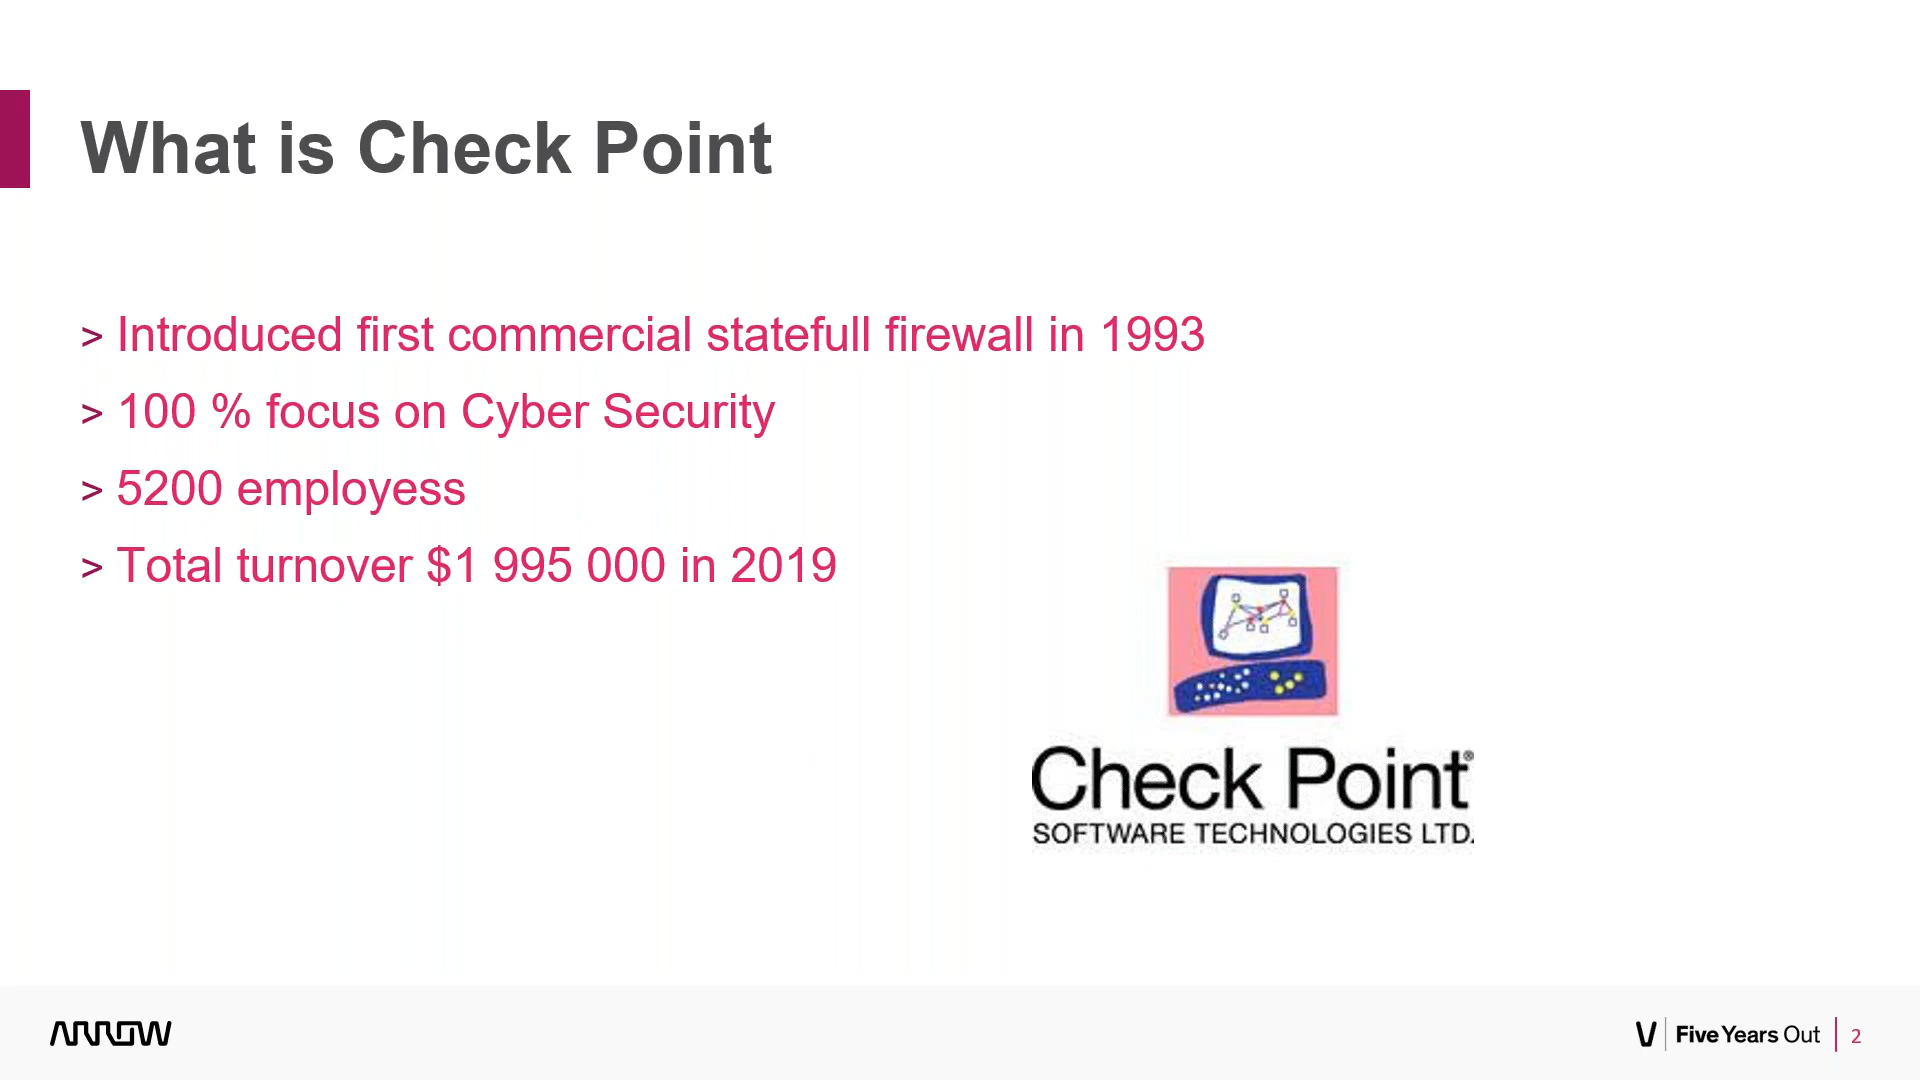 What is Check Point
> Introduced first commercial statefull firewall in 1993
> 100 % focus on Cyber Security
> 5200 employess
> Total turnover $1 995 000 in 2019
Check Point®
SOFTWARE TECHNOLOGIES LTD.
ARROW
Five Years Out
2